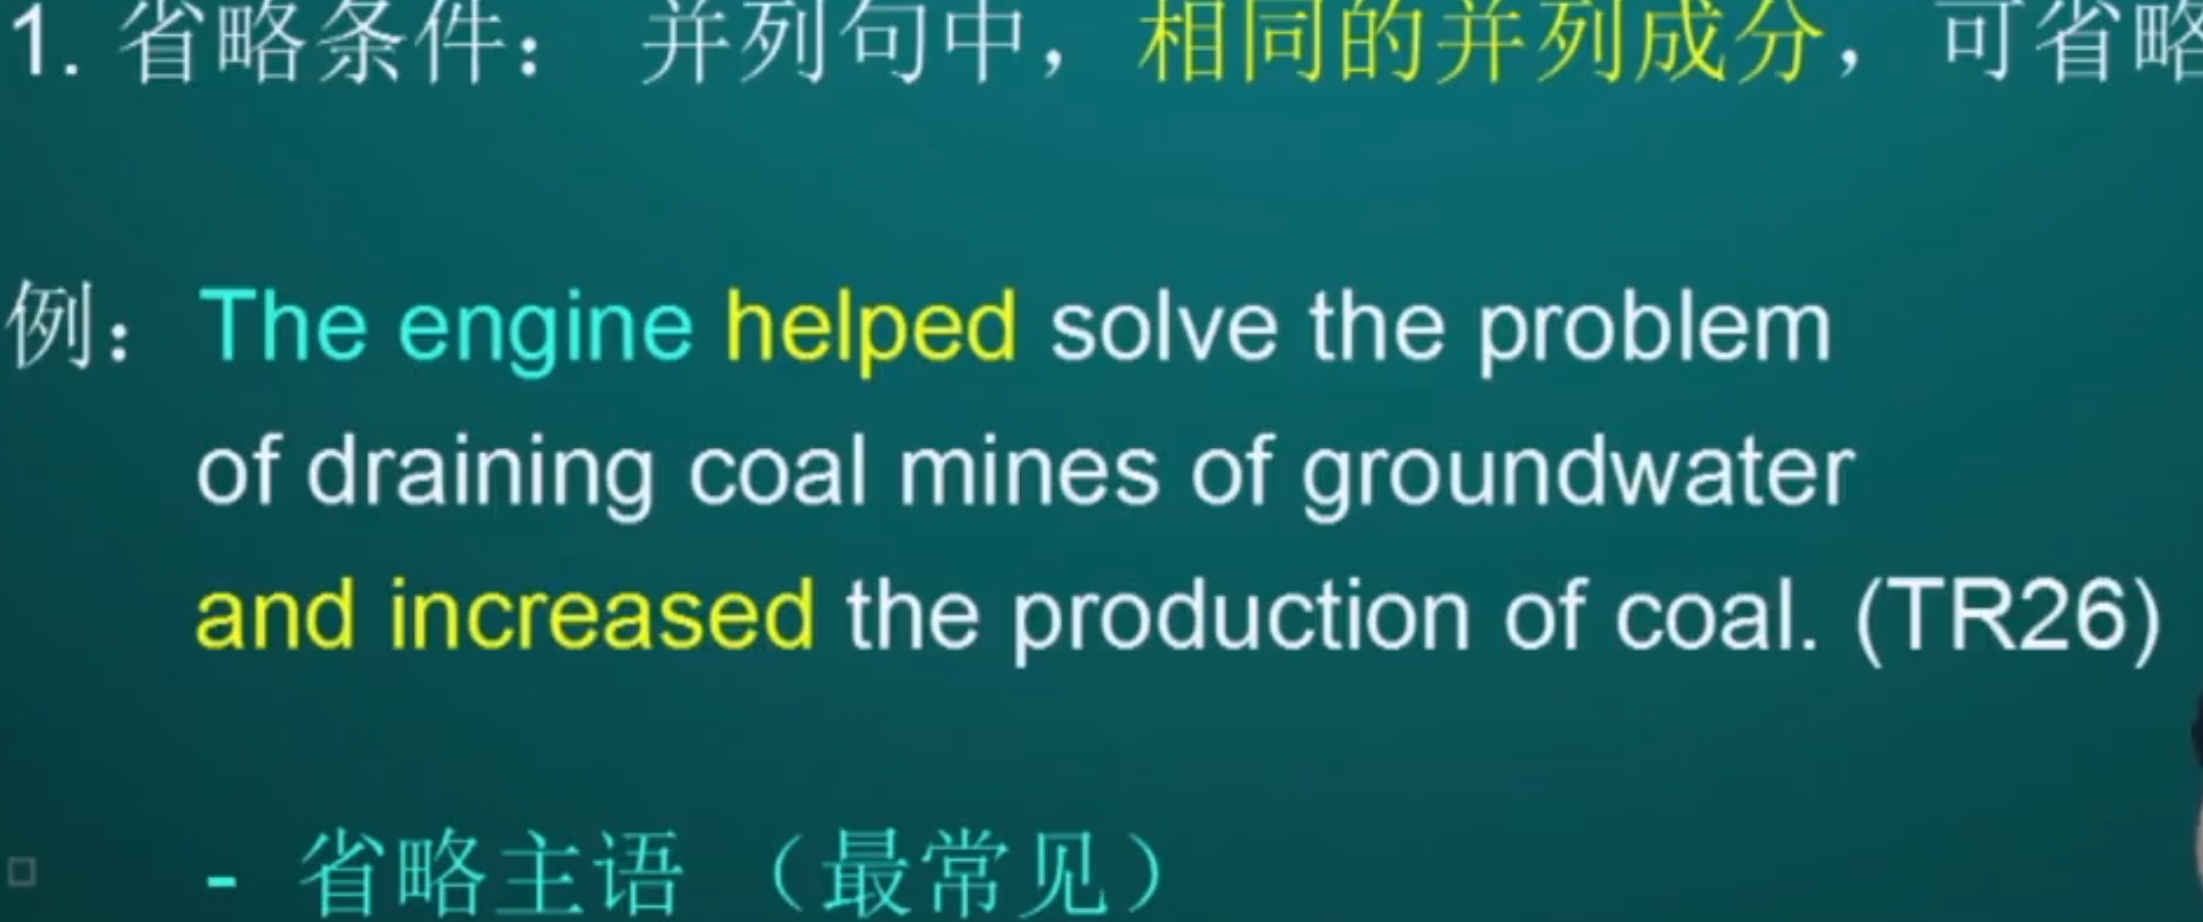 1. 省略条件： 并列句中，相同的并列成分，可省略
例： The engine helped solve the problem
of draining coal mines of groundwater
and increased the production of coal. (TR26)
- 省略主语 （最常见）